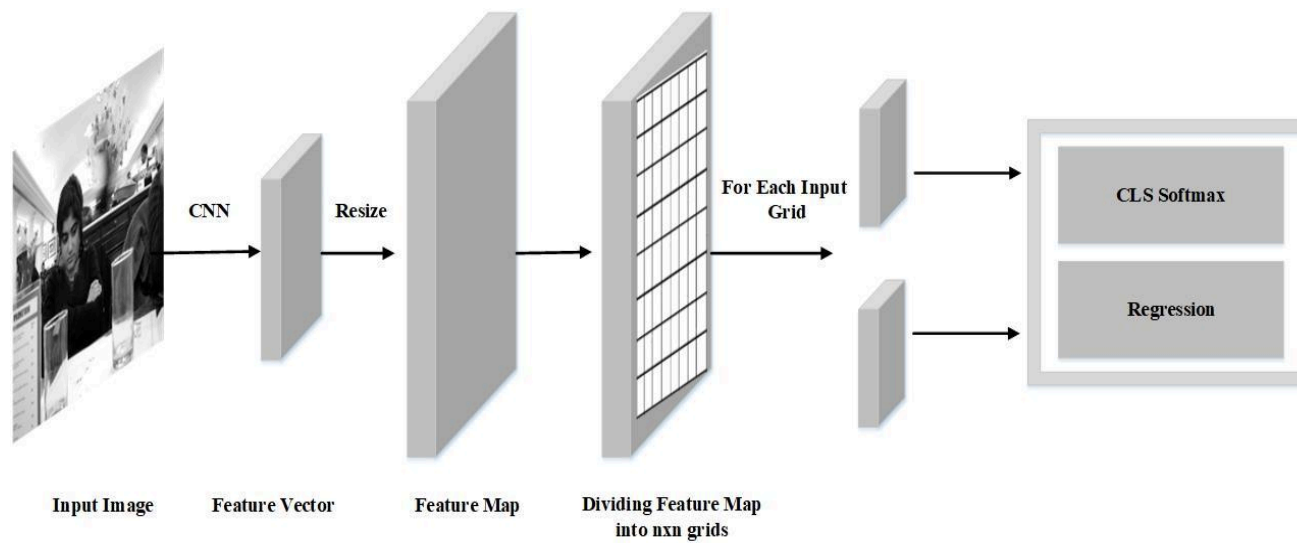 CNN
Resize
For Each Input
Grid
CLS Softmax
Regression
Input Image
Feature Vector
Feature Map
Dividing Feature Map
into nxn grids